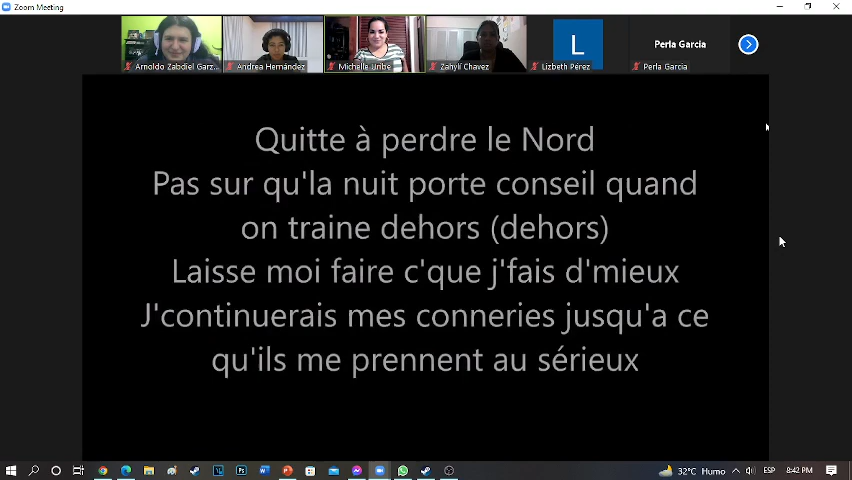 Zoom Meeting
Arnoldo Zabdiel Garz...
Andrea Hernández
Michelle Uribe
Zahylí Chavez
L
Lizbeth Pérez
Perla Garcia
Perla Garcia
Quitte à perdre le Nord
Pas sur qu'la nuit porte conseil quand
on traine dehors (dehors)
Laisse moi faire c'que j'fais d'mieux
J'continuerais mes conneries jusqu'a ce
qu'ils me prennent au sérieux
32°C Humo ESP 8:42 PM